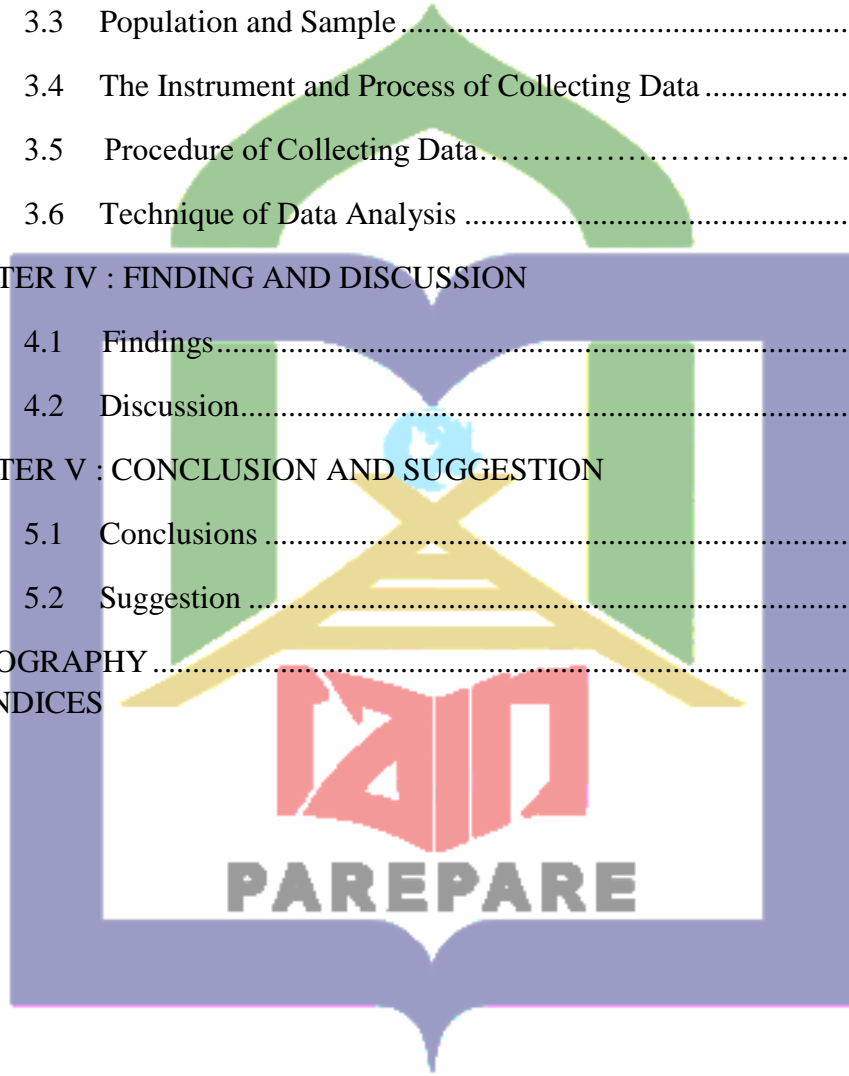 3.3 Population and Sample................................................
3.4 The Instrument and Process of Collecting Data.................
3.5 Procedure of Collecting Data.......................................
3.6 Technique of Data Analysis................................................
TER IV : FINDING AND DISCUSSION
4.1 Findings................................................................
4.2 Discussion................................................................
TER V : CONCLUSION AND SUGGESTION
5.1 Conclusions................................................................
5.2 Suggestion................................................................
OGRAPHY................................................................
NDICES
iain
PAREPARE